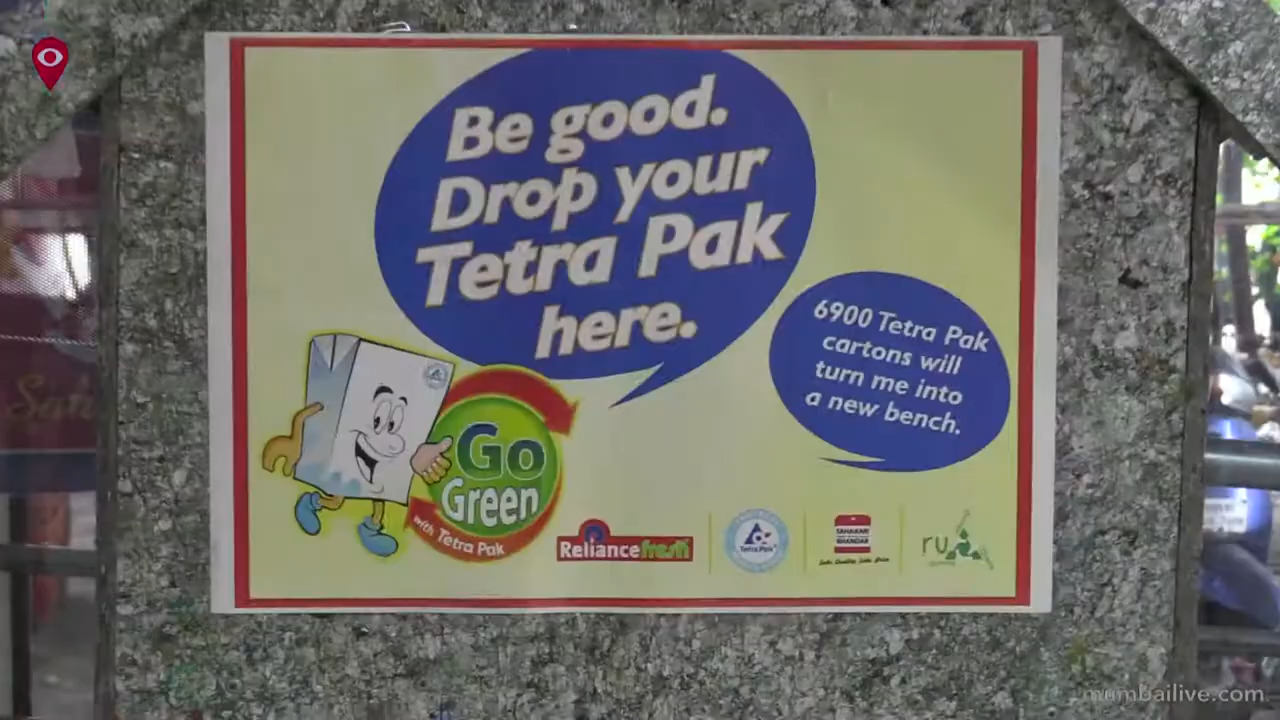 Be good.
Drop your
Tetra Pak
here.
6900 Tetra Pak
cartons will
turn me into
a new bench.
Go
Green
with Tetra Pak
Reliance fresh
Tetra Pak
SAHAKARI
BHANDAR
ru
mumbailive.com